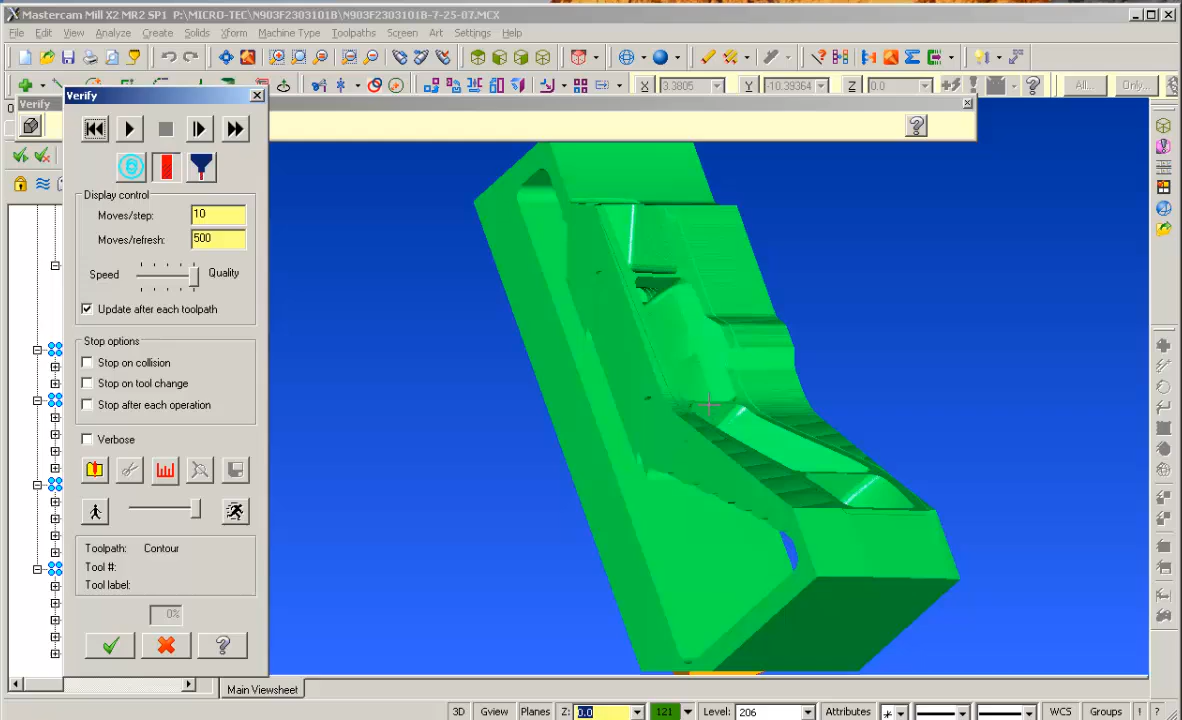 Mastercam Mill X2 MR2 SP1 P:\MICRO-TEC\N903F2303101B\N903F2303101B-7-25-07.MCX
File Edit View Analyze Create Solids Xform Machine Type Toolpaths Screen Art Settings Help
X 3.3805 Y -10.39364 Z 0.0 All... Only...
Verify
Verify
Display control
Moves/step: 10
Moves/refresh: 500
Speed Quality
Update after each toolpath
Stop options
Stop on collision
Stop on tool change
Stop after each operation
Verbose
Toolpath: Contour
Tool #:
Tool label:
0%
Main Viewsheet
3D Gview Planes Z: 0.0 121 Level: 206 Attributes * WCS Groups ! ?